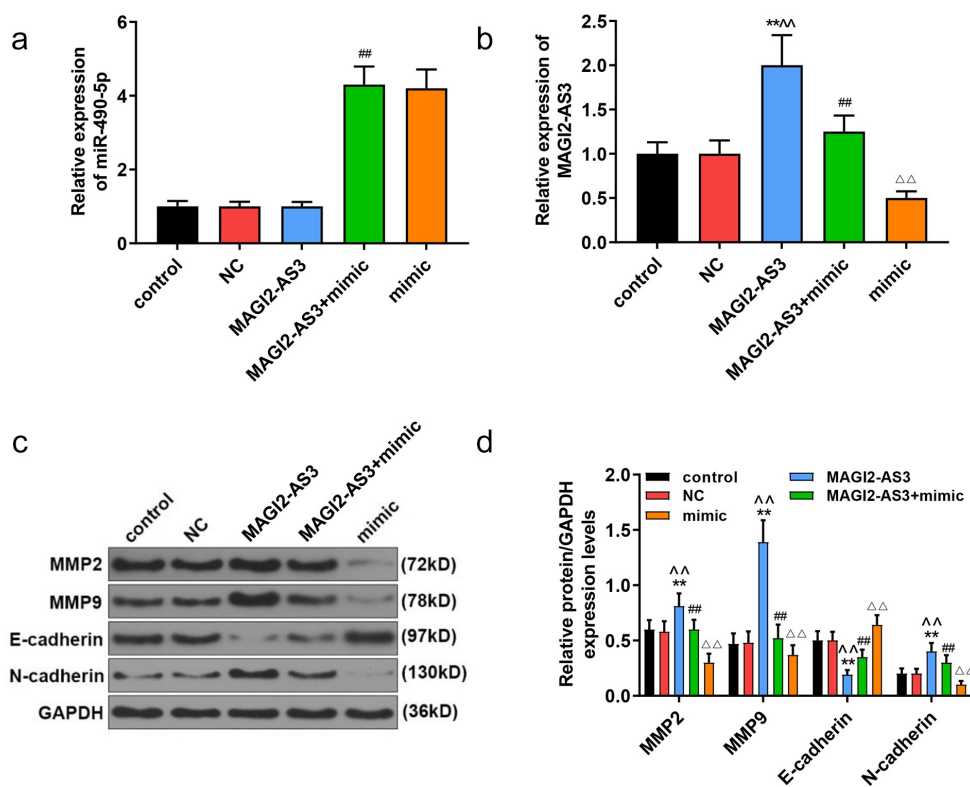 a
Relative expression
of miR-490-5p
6
4
2
0
##
control
NC
MAGI2-AS3
MAGI2-AS3+mimic
mimic
b
Relative expression of
MAGI2-AS3
2.5
2.0
1.5
1.0
0.5
0.0
**^^
##
△△
control
NC
MAGI2-AS3
MAGI2-AS3+mimic
mimic
c
control
NC
MAGI2-AS3
MAGI2-AS3+mimic
mimic
MMP2 (72kD)
MMP9 (78kD)
E-cadherin (97kD)
N-cadherin (130kD)
GAPDH (36kD)
d
Relative protein/GAPDH
expression levels
2.0
1.5
1.0
0.5
0.0
control
NC
mimic
MAGI2-AS3
MAGI2-AS3+mimic
^^
**
##
△△
^^
**
##
△△
^^
**
##
△△
^^
**
##
△△
MMP2
MMP9
E-cadherin
N-cadherin